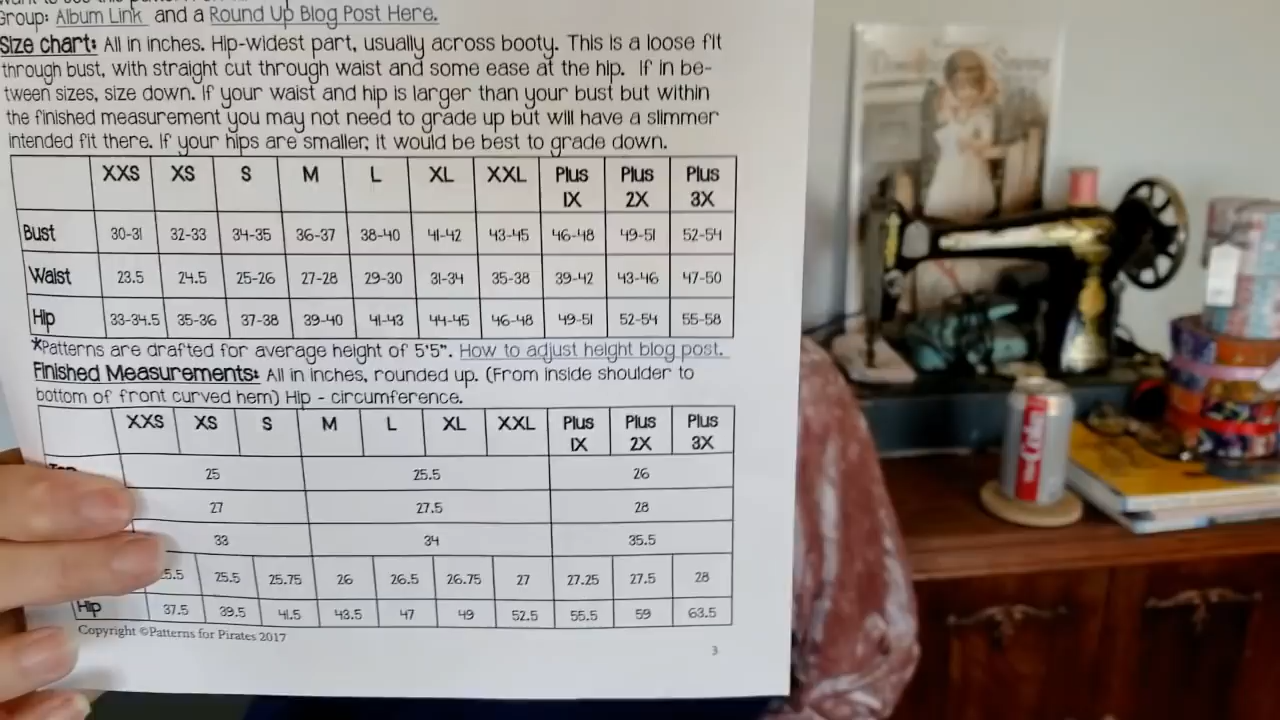 Group: Album Link and a Round Up Blog Post Here.
Size chart: All in inches. Hip-widest part, usually across booty. This is a loose fit
through bust, with straight cut through waist and some ease at the hip. If in be-
tween sizes, size down. If your waist and hip is larger than your bust but within
the finished measurement you may not need to grade up but will have a slimmer
intended fit there. If your hips are smaller, it would be best to grade down.
XXS XS S M L XL XXL Plus 1X Plus 2X Plus 3X
Bust 30-31 32-33 34-35 36-37 38-40 41-42 43-45 46-48 49-51 52-54
Waist 23.5 24.5 25-26 27-28 29-30 31-34 35-38 39-42 43-46 47-50
Hip 33-34.5 35-36 37-38 39-40 41-43 44-45 46-48 49-51 52-54 55-58
*Patterns are drafted for average height of 5'5". How to adjust height blog post.
Finished Measurements: All in inches, rounded up. (From inside shoulder to
bottom of front curved hem) Hip - circumference.
XXS XS S M L XL XXL Plus 1X Plus 2X Plus 3X
25 25.5 26
27 27.5 28
33 34 35.5
5.5 25.5 25.75 26 26.5 26.75 27 27.25 27.5 28
Hip 37.5 39.5 41.5 43.5 47 49 52.5 55.5 59 63.5
Copyright ©Patterns for Pirates 2017
3
Sewing
Coke